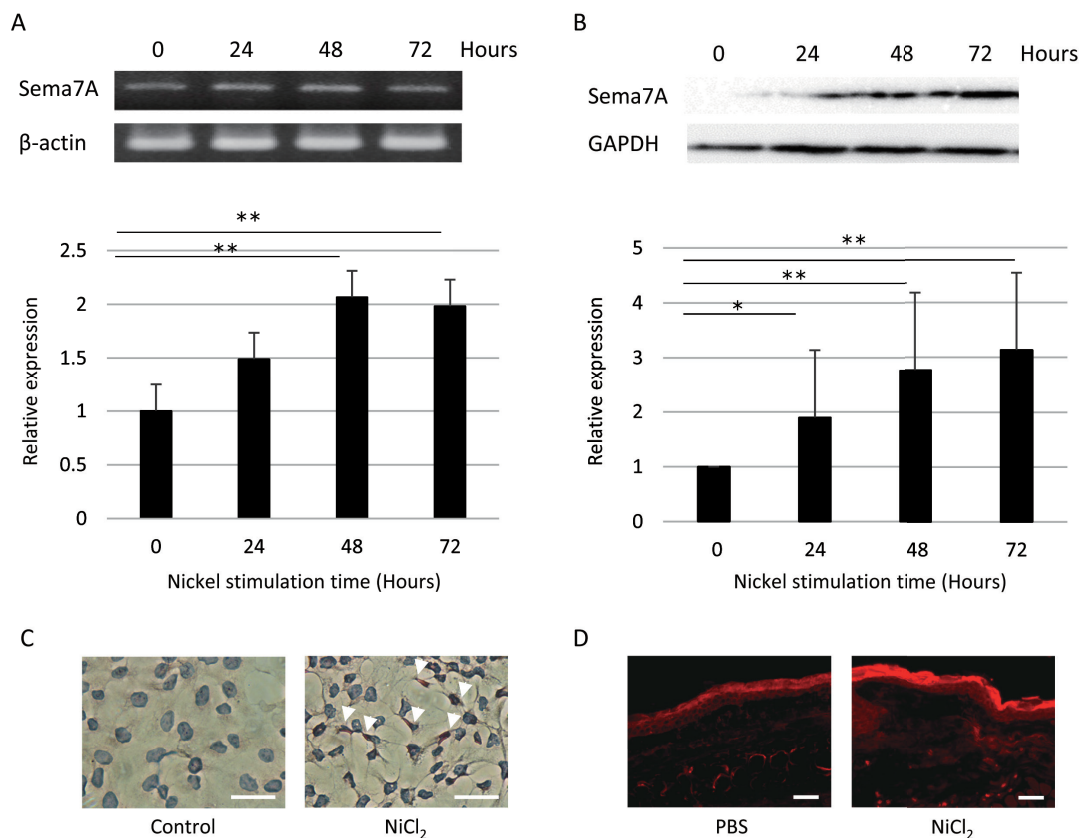 A
0 24 48 72 Hours
Sema7A
β-actin
**
**
2.5
2
1.5
1
0.5
0
Relative expression
0 24 48 72
Nickel stimulation time (Hours)
B
0 24 48 72 Hours
Sema7A
GAPDH
**
**
*
5
4
3
2
1
0
Relative expression
0 24 48 72
Nickel stimulation time (Hours)
C
Control NiCl₂
D
PBS NiCl₂